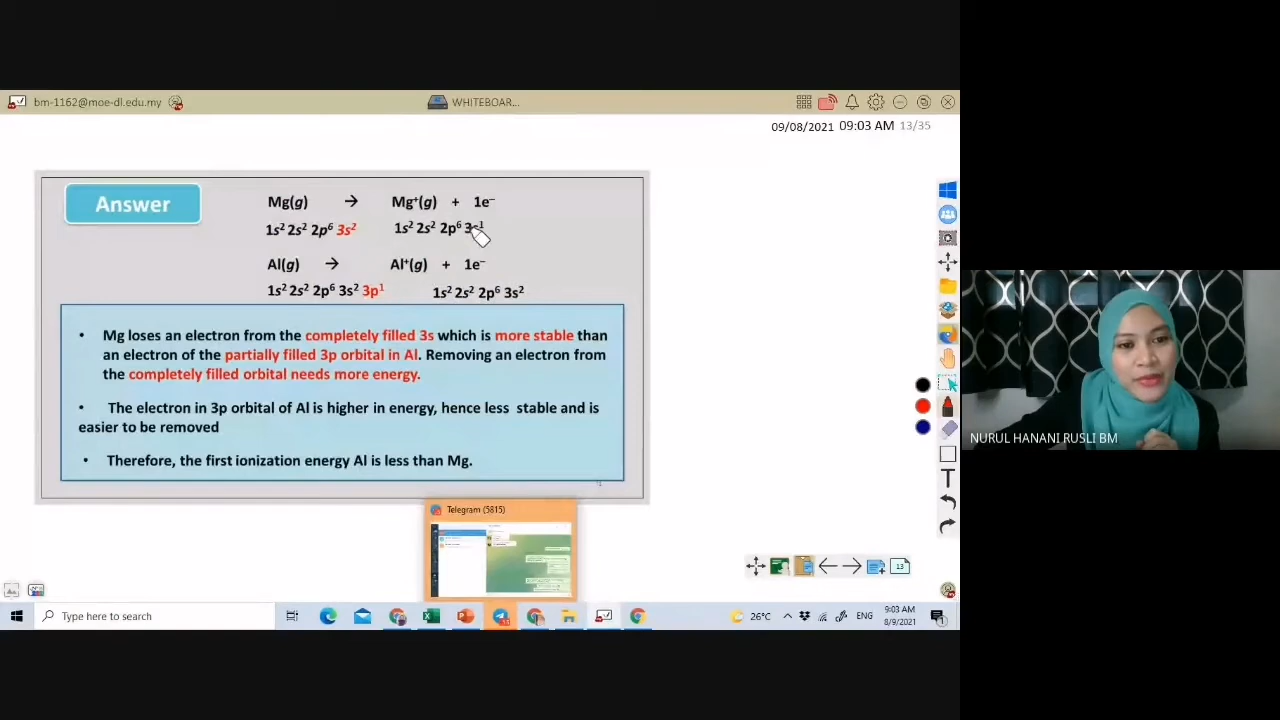 bm-1162@moe-dl.edu.my
WHITEBOAR...
09/08/2021 09:03 AM 13/35
Answer
Mg(g) → Mg⁺(g) + 1e⁻
1s² 2s² 2p⁶ 3s² 1s² 2s² 2p⁶ 3s¹
Al(g) → Al⁺(g) + 1e⁻
1s² 2s² 2p⁶ 3s² 3p¹ 1s² 2s² 2p⁶ 3s²
• Mg loses an electron from the completely filled 3s which is more stable than
an electron of the partially filled 3p orbital in Al. Removing an electron from
the completely filled orbital needs more energy.
• The electron in 3p orbital of Al is higher in energy, hence less stable and is
easier to be removed
• Therefore, the first ionization energy Al is less than Mg.
NURUL HANANI RUSLI BM
T
Telegram (5815)
13
Type here to search
26°C
ENG
9:03 AM
8/9/2021